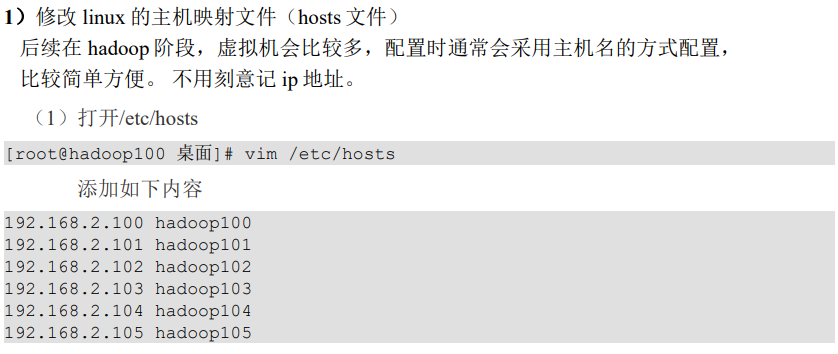 1）修改 linux 的主机映射文件（hosts 文件）
后续在 hadoop 阶段，虚拟机会比较多，配置时通常会采用主机名的方式配置，
比较简单方便。 不用刻意记 ip 地址。
（1）打开/etc/hosts
[root@hadoop100 桌面]# vim /etc/hosts
添加如下内容
192.168.2.100 hadoop100
192.168.2.101 hadoop101
192.168.2.102 hadoop102
192.168.2.103 hadoop103
192.168.2.104 hadoop104
192.168.2.105 hadoop105